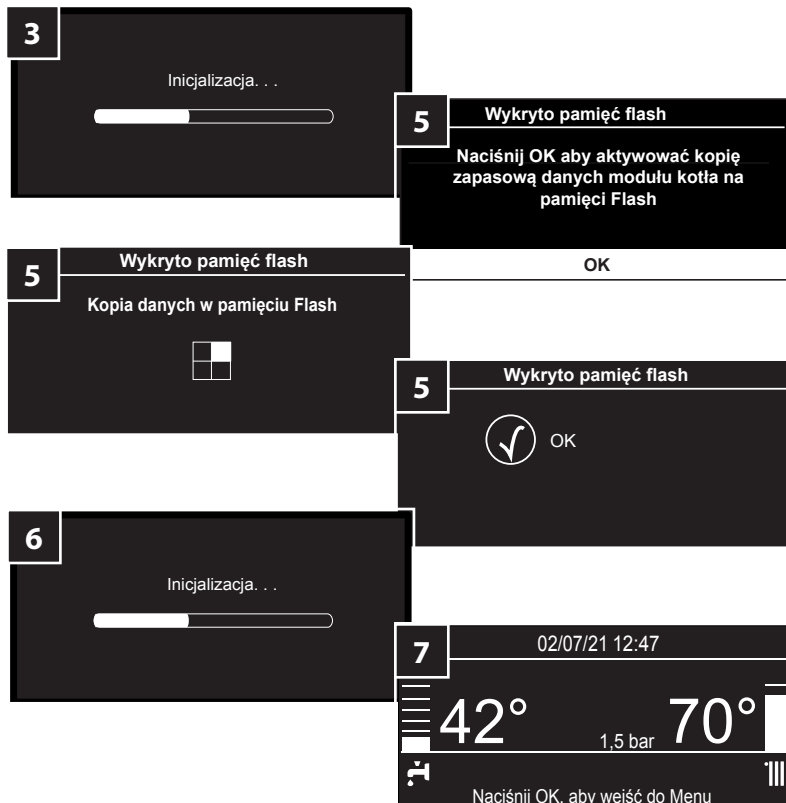 3
Inicjalizacja. . .
5
Wykryto pamięć flash
Naciśnij OK aby aktywować kopię
zapasową danych modułu kotła na
pamięci Flash
OK
5
Wykryto pamięć flash
Kopia danych w pamięciu Flash
5
Wykryto pamięć flash
OK
6
Inicjalizacja. . .
7
02/07/21 12:47
42°
1,5 bar
70°
Naciśnij OK, aby wejść do Menu